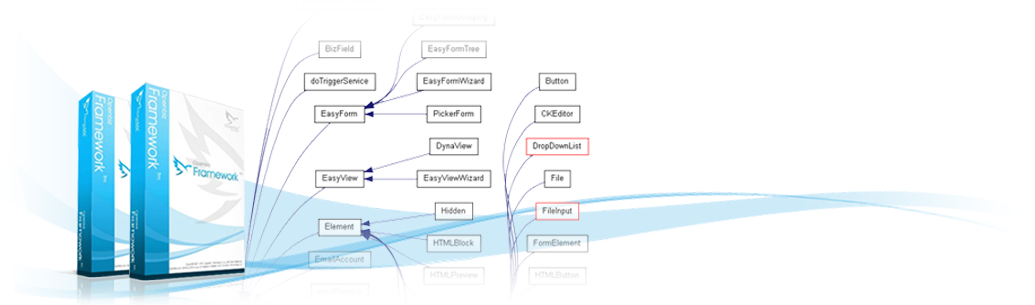 BizField
EasyFormTree
doTriggerService
EasyFormWizard
Button
EasyForm
PickerForm
CKEditor
DynaView
DropDownList
EasyView
EasyViewWizard
File
Hidden
FileInput
Element
HTMLBlock
FormElement
EmailAccount
HTMLPreview
HTMLButton
Openbiz
Framework
Openbiz
Framework
Openbiz
Framework